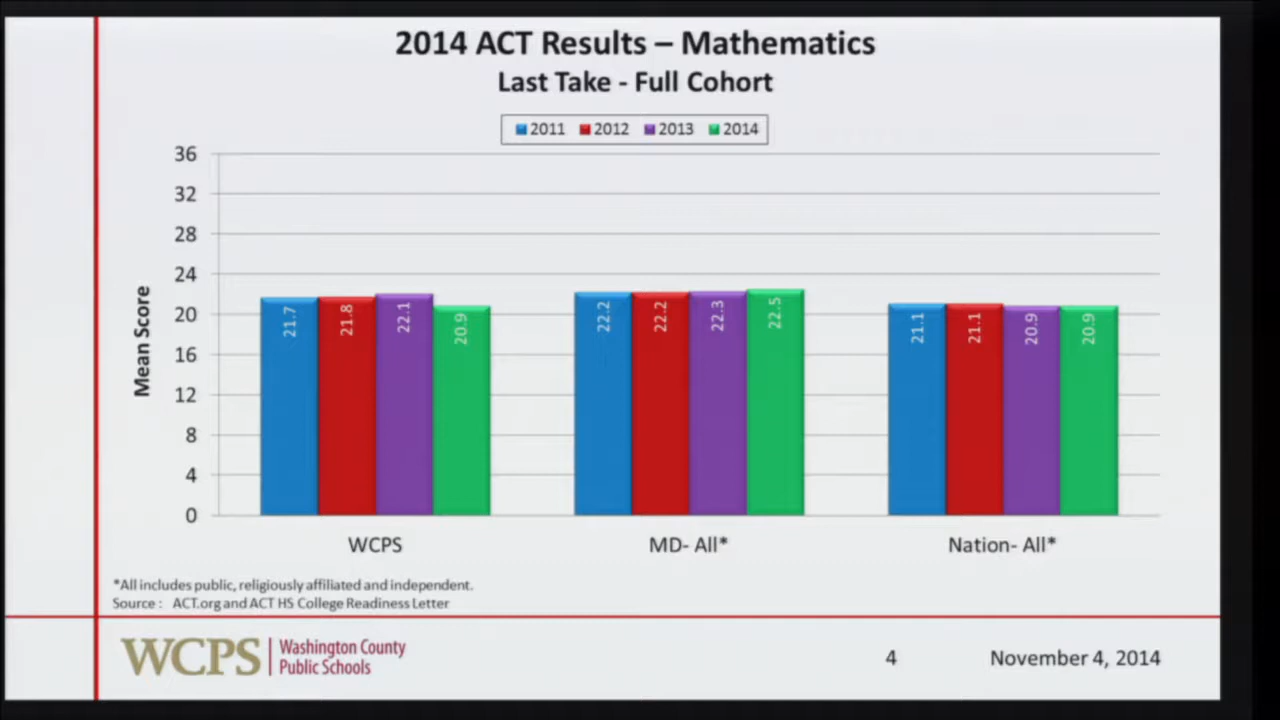 2014 ACT Results – Mathematics
Last Take - Full Cohort
2011 2012 2013 2014
36
32
28
24
20
16
12
8
4
0
Mean Score
21.7
21.8
22.1
20.9
22.2
22.2
22.3
22.5
21.1
21.1
20.9
20.9
WCPS MD- All* Nation- All*
*All includes public, religiously affiliated and independent.
Source : ACT.org and ACT HS College Readiness Letter
WCPS
Washington County
Public Schools
4
November 4, 2014